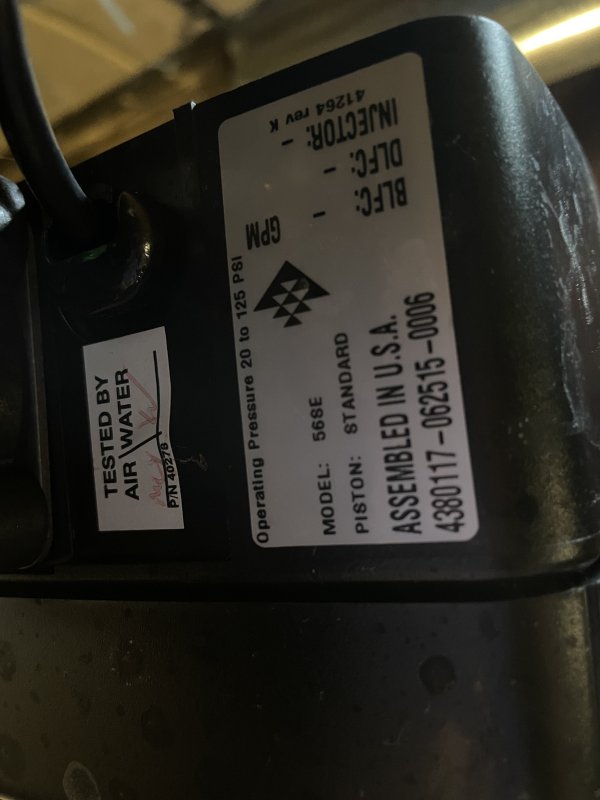 TESTED BY
AIR WATER
P/N 40278
Operating Pressure 20 to 125 PSI
MODEL: 56SE
PISTON: STANDARD
ASSEMBLED IN U.S.A.
4380117-062515-0006
BLFC: - GPM
DLFC: -
INJECTOR: -
41264 rev K